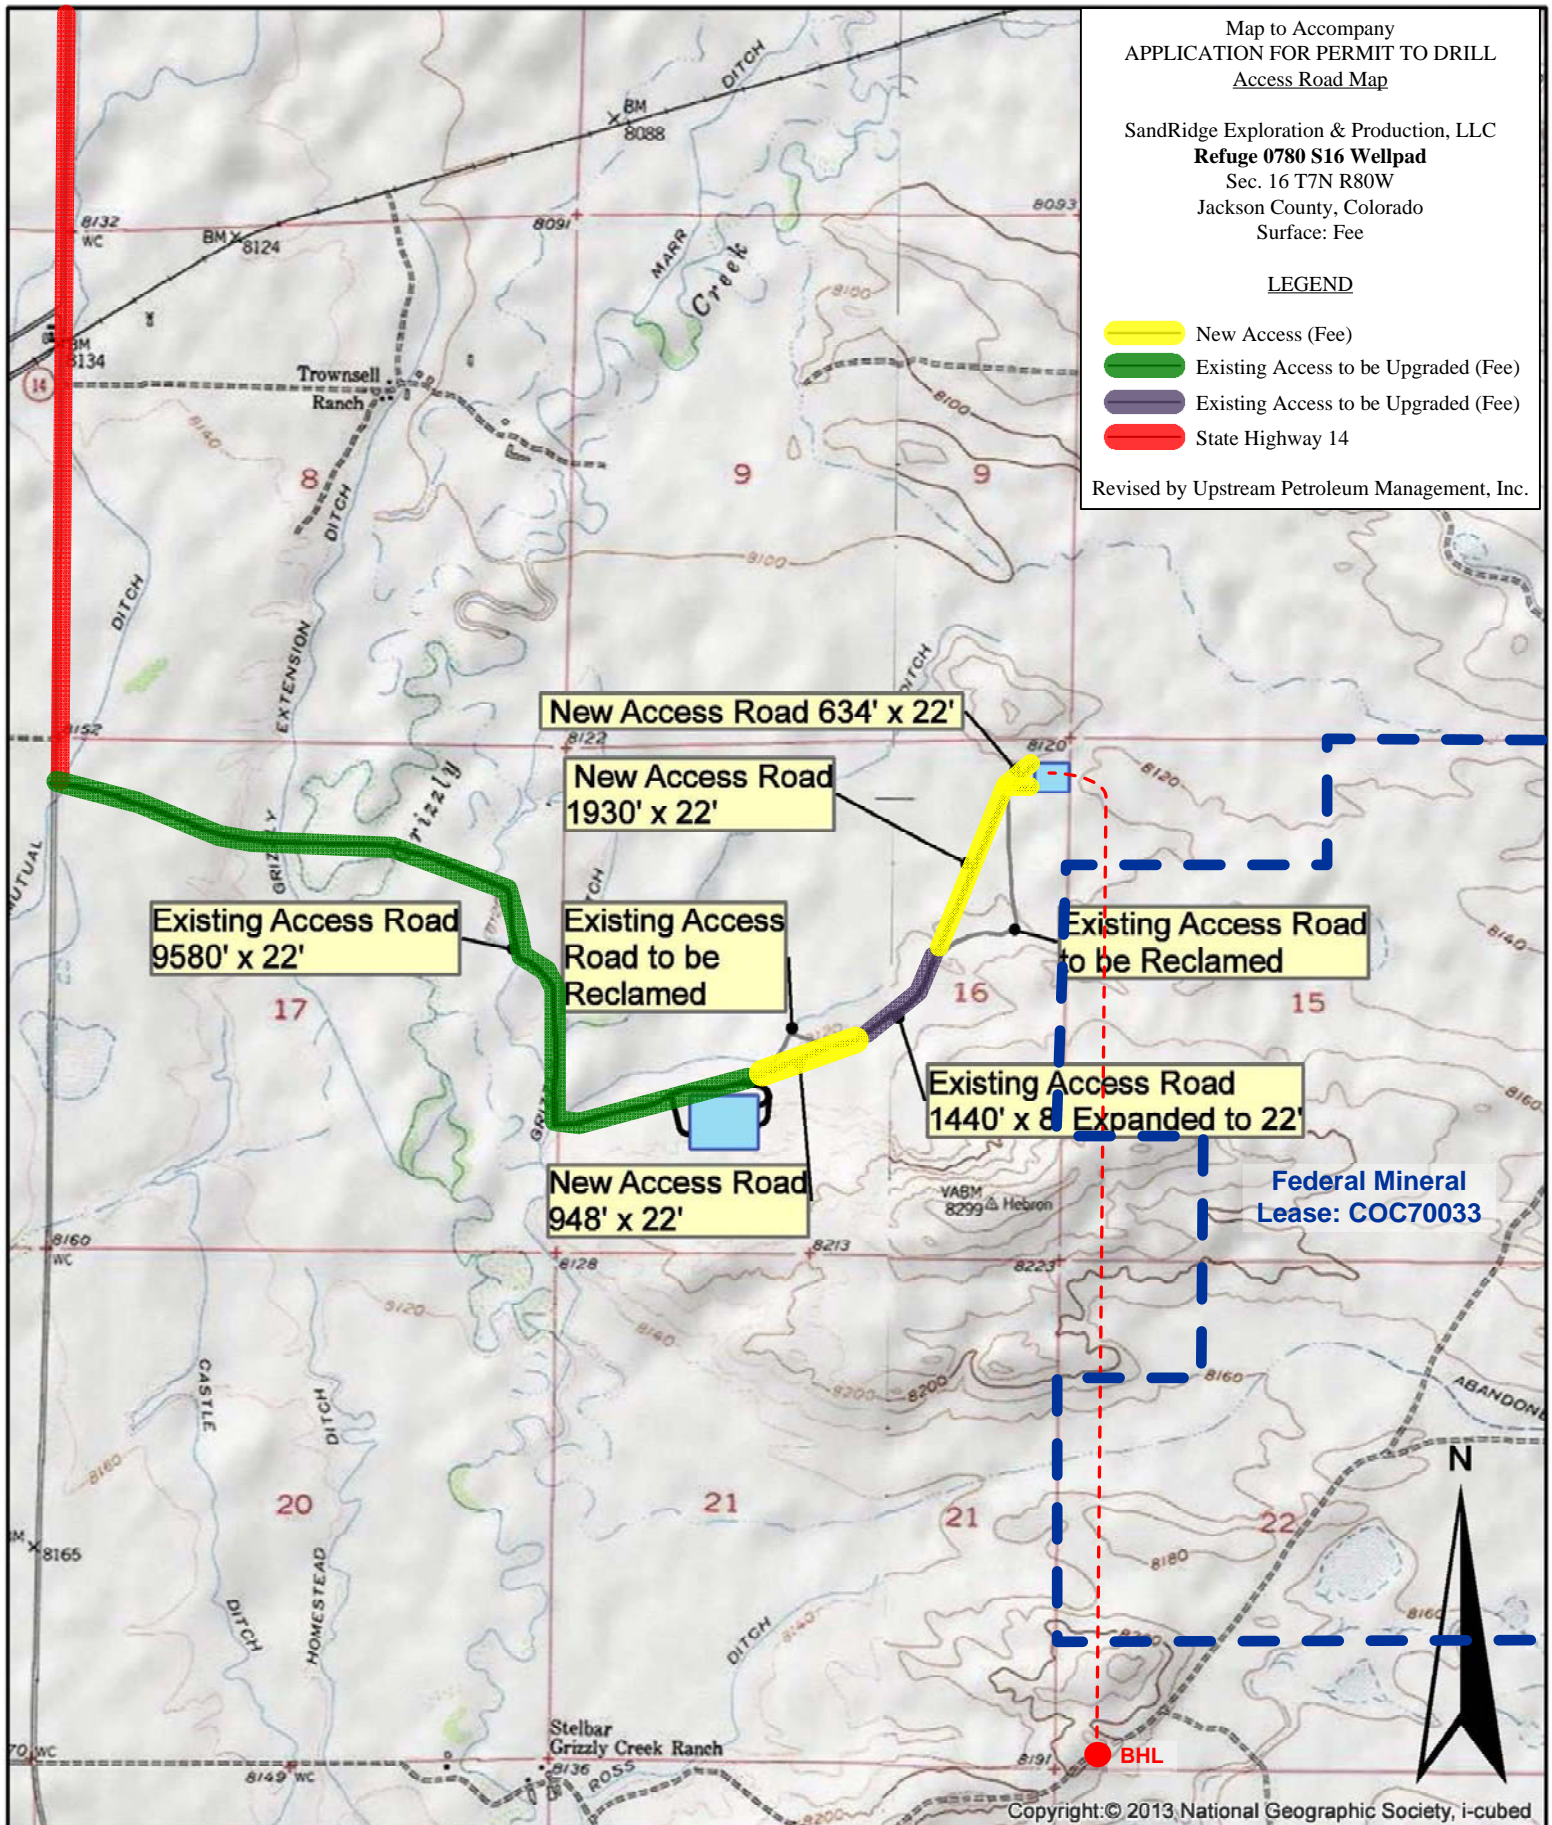 Map to Accompany
APPLICATION FOR PERMIT TO DRILL
Access Road Map
SandRidge Exploration & Production, LLC
Refuge 0780 S16 Wellpad
Sec. 16 T7N R80W
Jackson County, Colorado
Surface: Fee
LEGEND
New Access (Fee)
Existing Access to be Upgraded (Fee)
Existing Access to be Upgraded (Fee)
State Highway 14
Revised by Upstream Petroleum Management, Inc.
DITCH
BM
8088
8132
WC
BM
8124
8091
8093
MARR
Creek
8100
BM
8134
14
Trownsell
Ranch
8100
8140
8
9
9
DITCH
8100
DITCH
EXTENSION
DITCH
New Access Road 634' x 22'
8152
8122
8120
8120
New Access Road
1930' x 22'
rizzly
GRIZZLY
MUTUAL
TCH
Existing Access Road
9580' x 22'
Existing Access
Road to be
Reclamed
Existing Access Road
to be Reclamed
8140
17
16
15
8120
Existing Access Road
1440' x 8' Expanded to 22'
8160
GRIZZ
New Access Road
948' x 22'
VABM
8299 Hebron
Federal Mineral
Lease: COC70033
8160
WC
8128
8213
8223
8120
8140
CASTLE
DITCH
8200
8200
8160
ABANDONE
8160
N
20
21
21
22
8165
HOMESTEAD
8180
DITCH
DITCH
8140
8160
8200
Stelbar
Grizzly Creek Ranch
70 WC
8149 WC
8136
ROSS
8191
BHL
8200
Copyright:© 2013 National Geographic Society, i-cubed